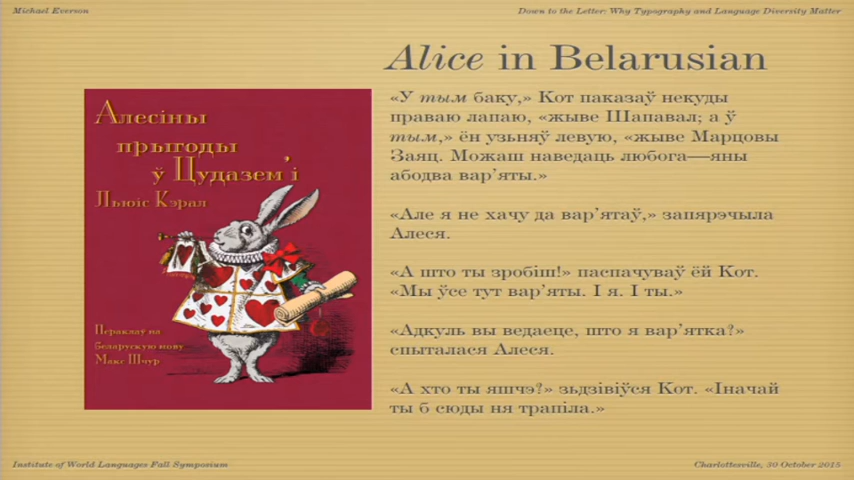 Michael Everson
Down to the Letter: Why Typography and Language Diversity Matter
Alice in Belarusian
Алесіны
прыгоды
ў Цудазем'і
Льюіс Кэрал
Пераклаў на
беларускую мову
Макс Шчур
«У тым баку,» Кот паказаў некуды
праваю лапаю, «жыве Шапавал; а ў
тым,» ён узьняў левую, «жыве Марцовы
Заяц. Можаш наведаць любога—яны
абодва вар'яты.»
«Але я не хачу да вар'ятаў,» запярэчыла
Алеся.
«А што ты зробіш!» паспачуваў ёй Кот.
«Мы ўсе тут вар'яты. І я. І ты.»
«Адкуль вы ведаеце, што я вар'ятка?»
спыталася Алеся.
«А хто ты яшчэ?» зьдзівіўся Кот. «Іначай
ты б сюды ня трапіла.»
Institute of World Languages Fall Symposium
Charlottesville, 30 October 2015